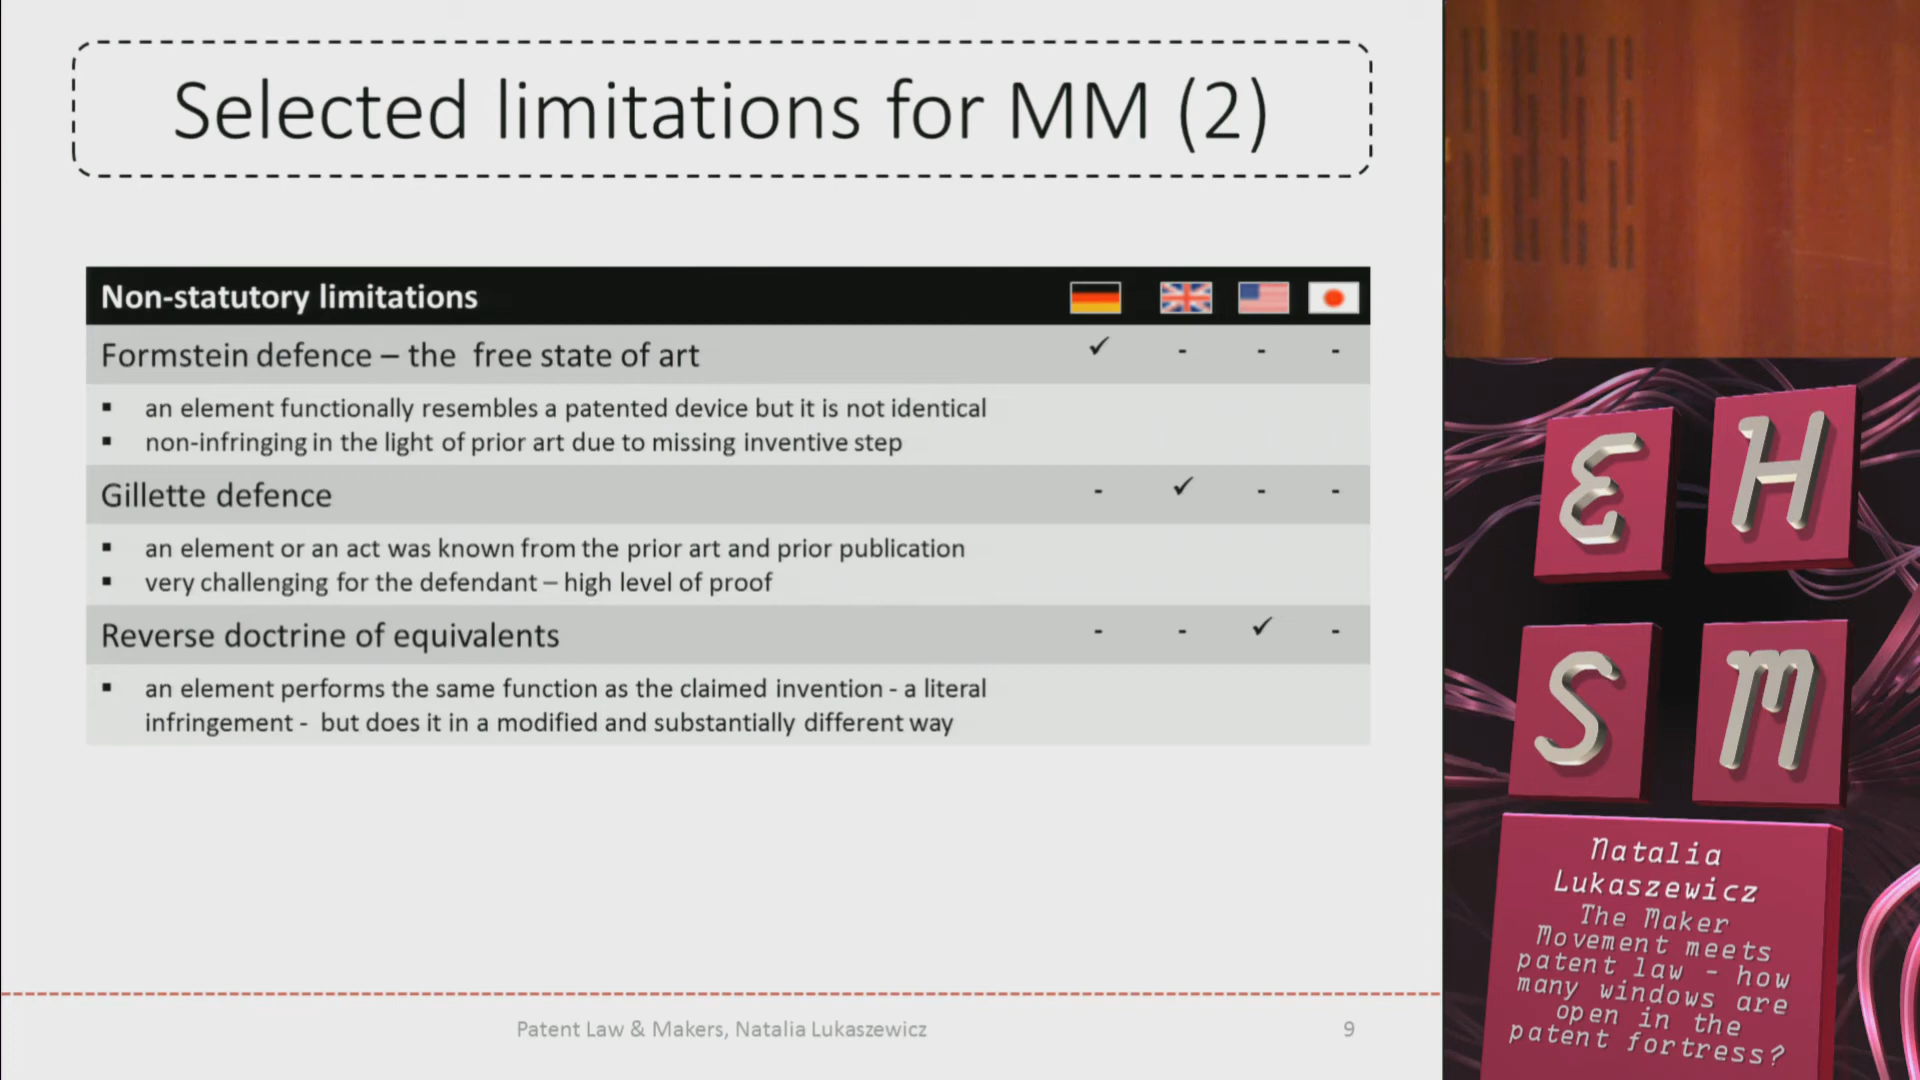 Selected limitations for MM (2)
Non-statutory limitations
Formstein defence – the free state of art ✓ - - -
▪ an element functionally resembles a patented device but it is not identical
▪ non-infringing in the light of prior art due to missing inventive step
Gillette defence - ✓ - -
▪ an element or an act was known from the prior art and prior publication
▪ very challenging for the defendant – high level of proof
Reverse doctrine of equivalents - - ✓ -
▪ an element performs the same function as the claimed invention - a literal
infringement - but does it in a modified and substantially different way
Patent Law & Makers, Natalia Lukaszewicz
9
E H
S M
Natalia
Lukaszewicz
The Maker
Movement meets
patent law - how
many windows are
open in the
patent fortress?